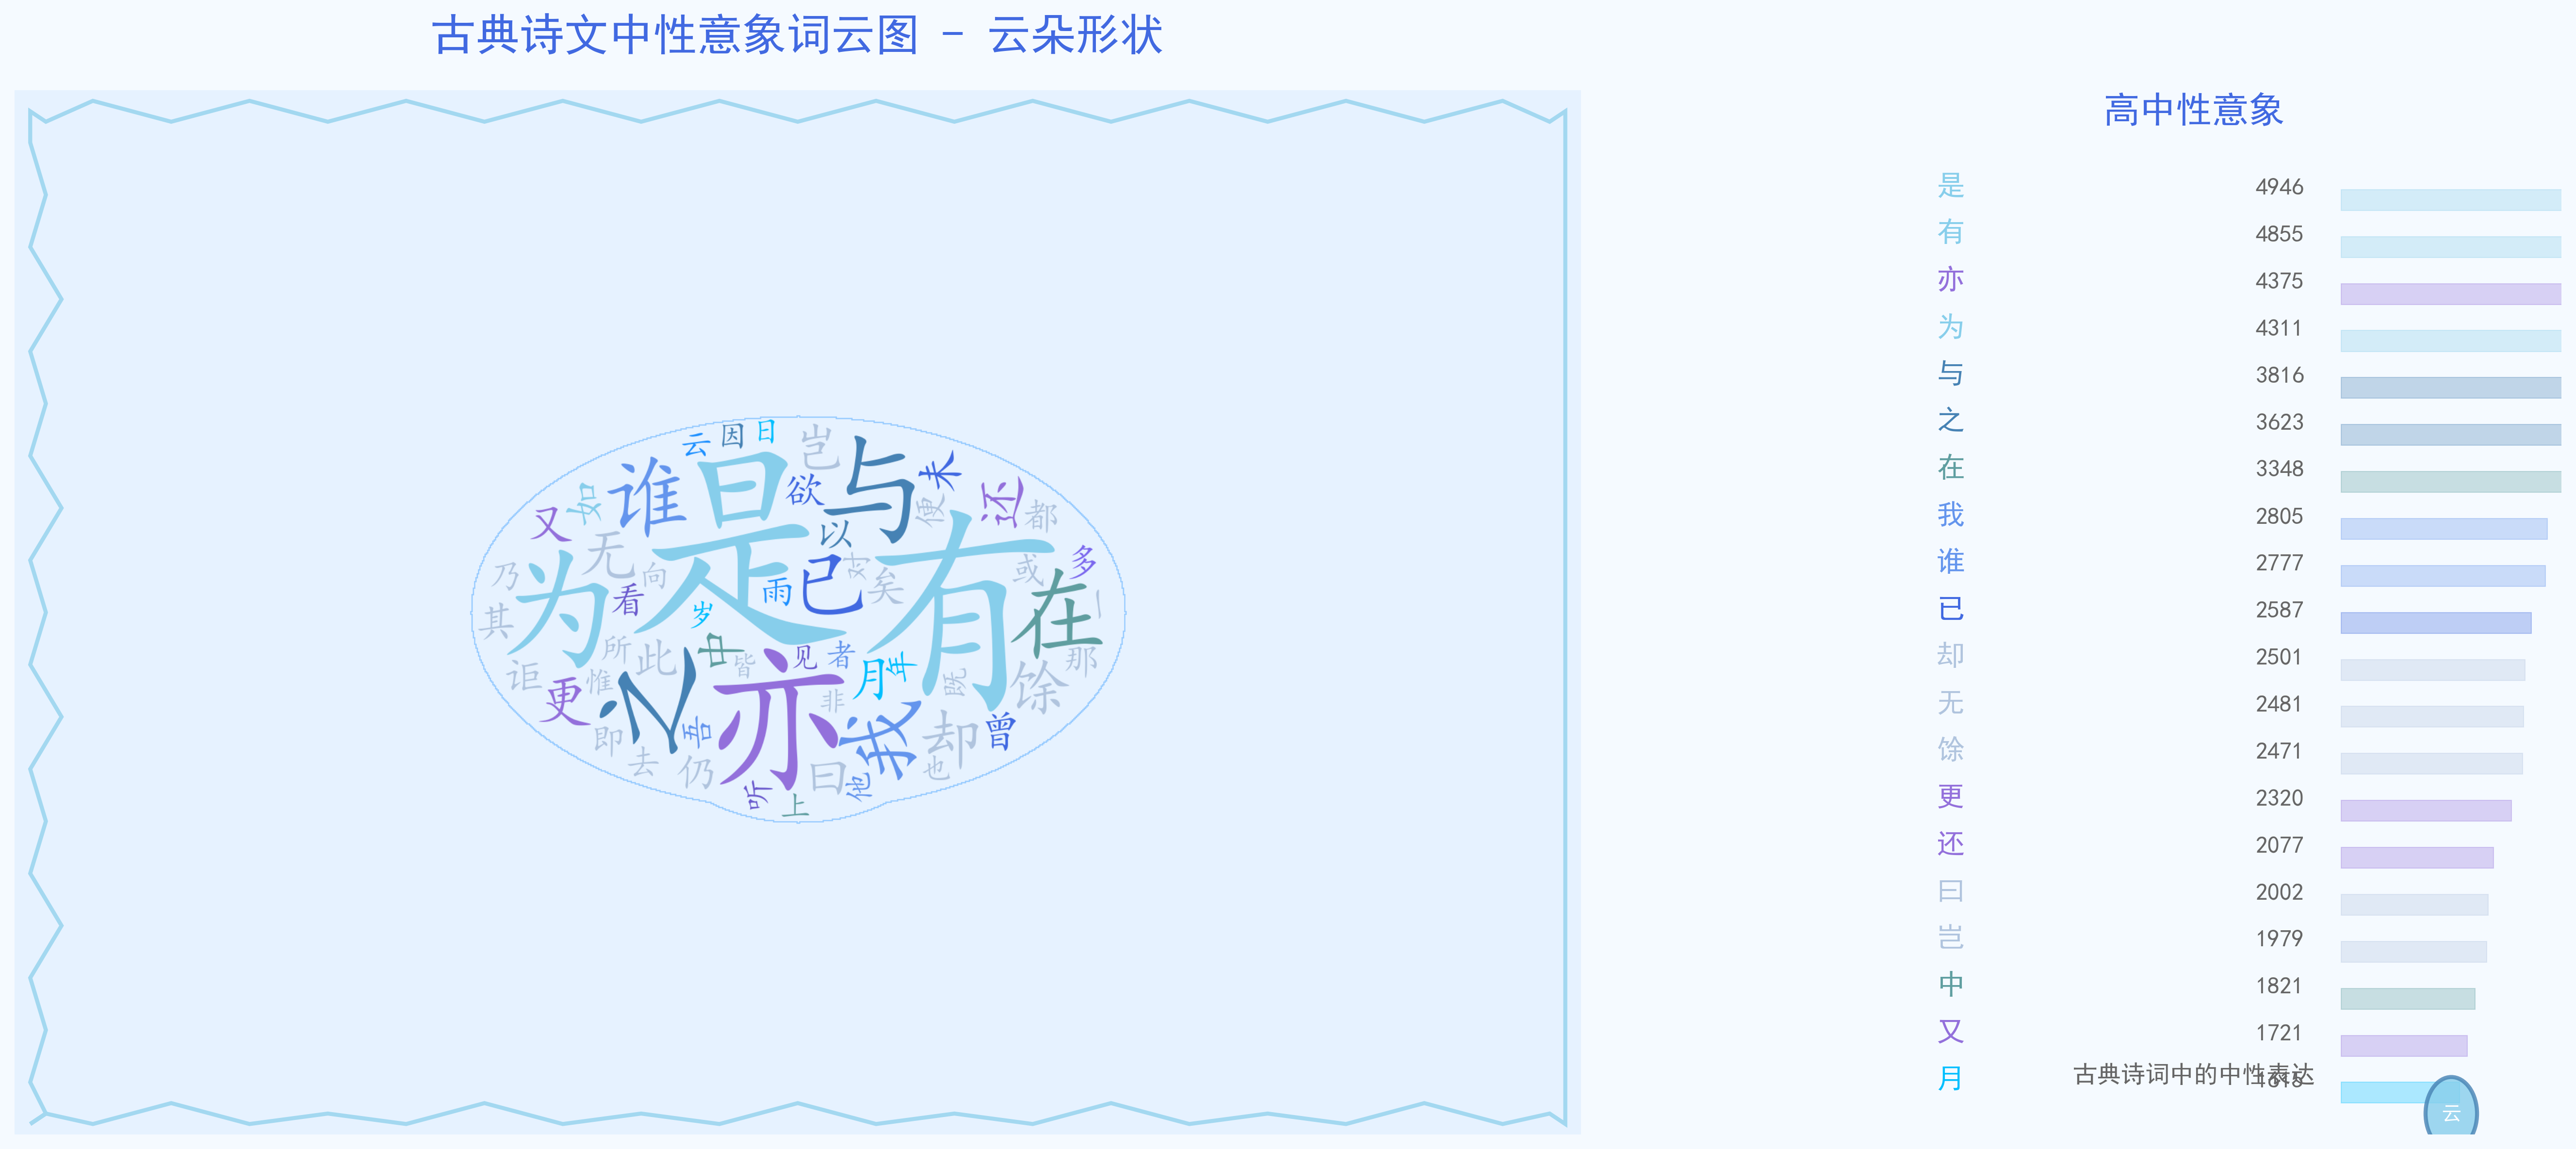 古典诗文中性意象词云图 - 云朵形状
云 因 日 岂
谁 是 欲 与 未
如 又 以 便 还 都
无 为 乃 向 看 雨 已 对 矣 有 或 多 在 一
其 岁 所 此 中 皆 见 者 月 年 既 馀 那
讵 惟 更 之 吾 亦 非 我 却 曾
即 去 仍 曰 也 他
听 上
高中性意象
是 4946
有 4855
亦 4375
为 4311
与 3816
之 3623
在 3348
我 2805
谁 2777
已 2587
却 2501
无 2481
馀 2471
更 2320
还 2077
曰 2002
岂 1979
中 1821
又 1721
月
古典诗词中的中性表达
云